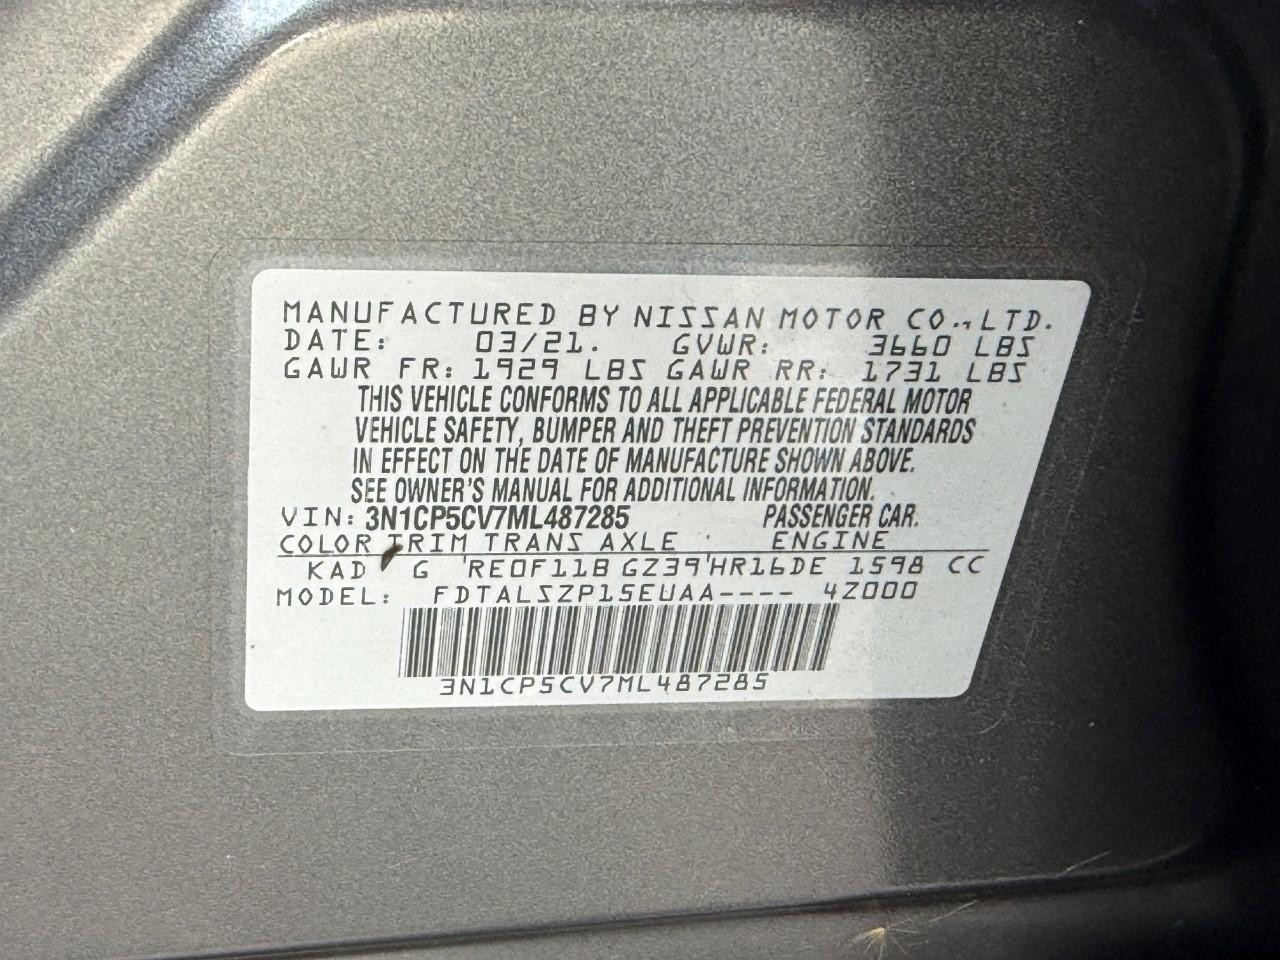 MANUFACTURED BY NISSAN MOTOR CO., LTD.
DATE: 03/21. GVWR: 3660 LBS
GAWR FR: 1929 LBS GAWR RR: 1731 LBS
THIS VEHICLE CONFORMS TO ALL APPLICABLE FEDERAL MOTOR
VEHICLE SAFETY, BUMPER AND THEFT PREVENTION STANDARDS
IN EFFECT ON THE DATE OF MANUFACTURE SHOWN ABOVE.
SEE OWNER'S MANUAL FOR ADDITIONAL INFORMATION.
VIN: 3N1CP5CV7ML487285 PASSENGER CAR.
COLOR TRIM TRANS AXLE ENGINE
KAD G RE0F11B GZ39 HR16DE 1598 CC
MODEL: FDTALSZP15EUAA---- 4Z000
3N1CP5CV7ML487285